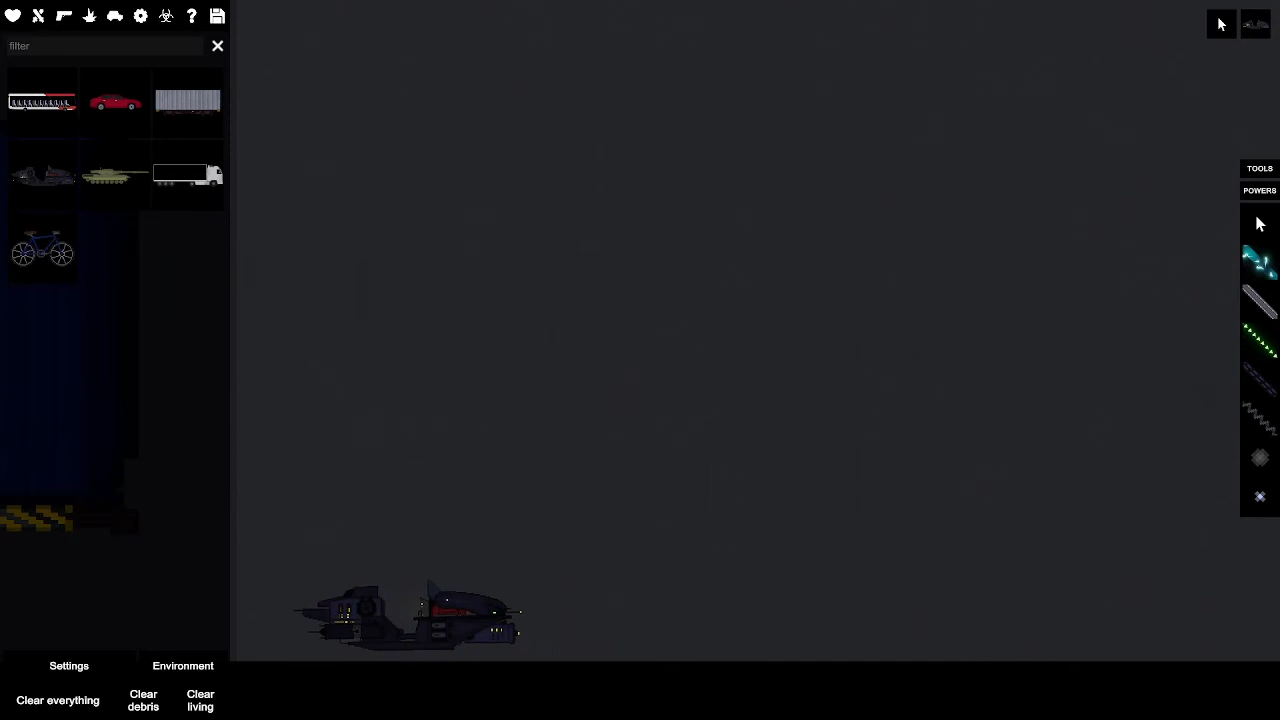 filter
TOOLS
POWERS
Settings
Environment
Clear everything
Clear
debris
Clear
living